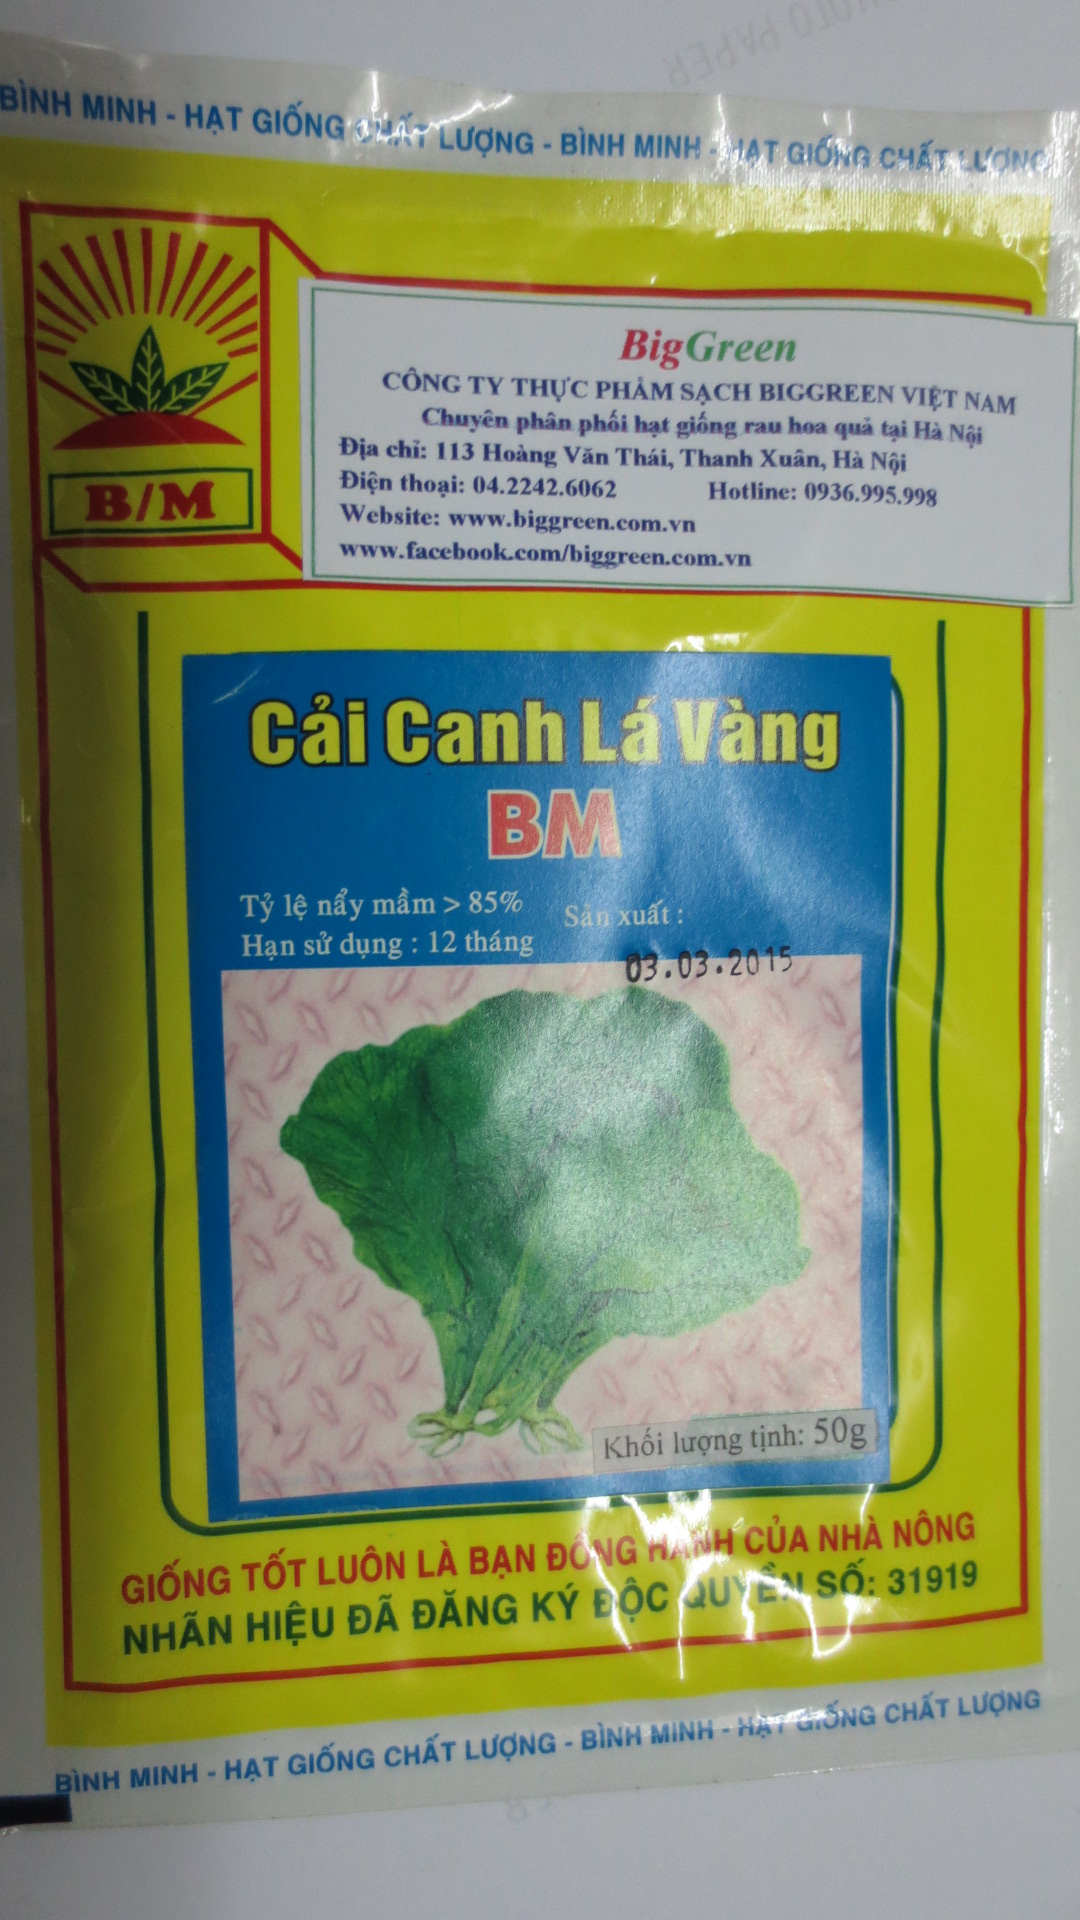 PHOTO PAPER
BÌNH MINH - HẠT GIỐNG CHẤT LƯỢNG - BÌNH MINH - HẠT GIỐNG CHẤT LƯỢNG
B/M
BigGreen
CÔNG TY THỰC PHẨM SẠCH BIGGREEN VIỆT NAM
Chuyên phân phối hạt giống rau hoa quả tại Hà Nội
Địa chỉ: 113 Hoàng Văn Thái, Thanh Xuân, Hà Nội
Điện thoại: 04.2242.6062 Hotline: 0936.995.998
Website: www.biggreen.com.vn
www.facebook.com/biggreen.com.vn
Cải Canh Lá Vàng
BM
Tỷ lệ nẩy mầm > 85% Sản xuất :
Hạn sử dụng : 12 tháng
03.03.2015
Khối lượng tịnh: 50g
GIỐNG TỐT LUÔN LÀ BẠN ĐỒNG HÀNH CỦA NHÀ NÔNG
NHÃN HIỆU ĐÃ ĐĂNG KÝ ĐỘC QUYỀN SỐ: 31919
BÌNH MINH - HẠT GIỐNG CHẤT LƯỢNG - BÌNH MINH - HẠT GIỐNG CHẤT LƯỢNG